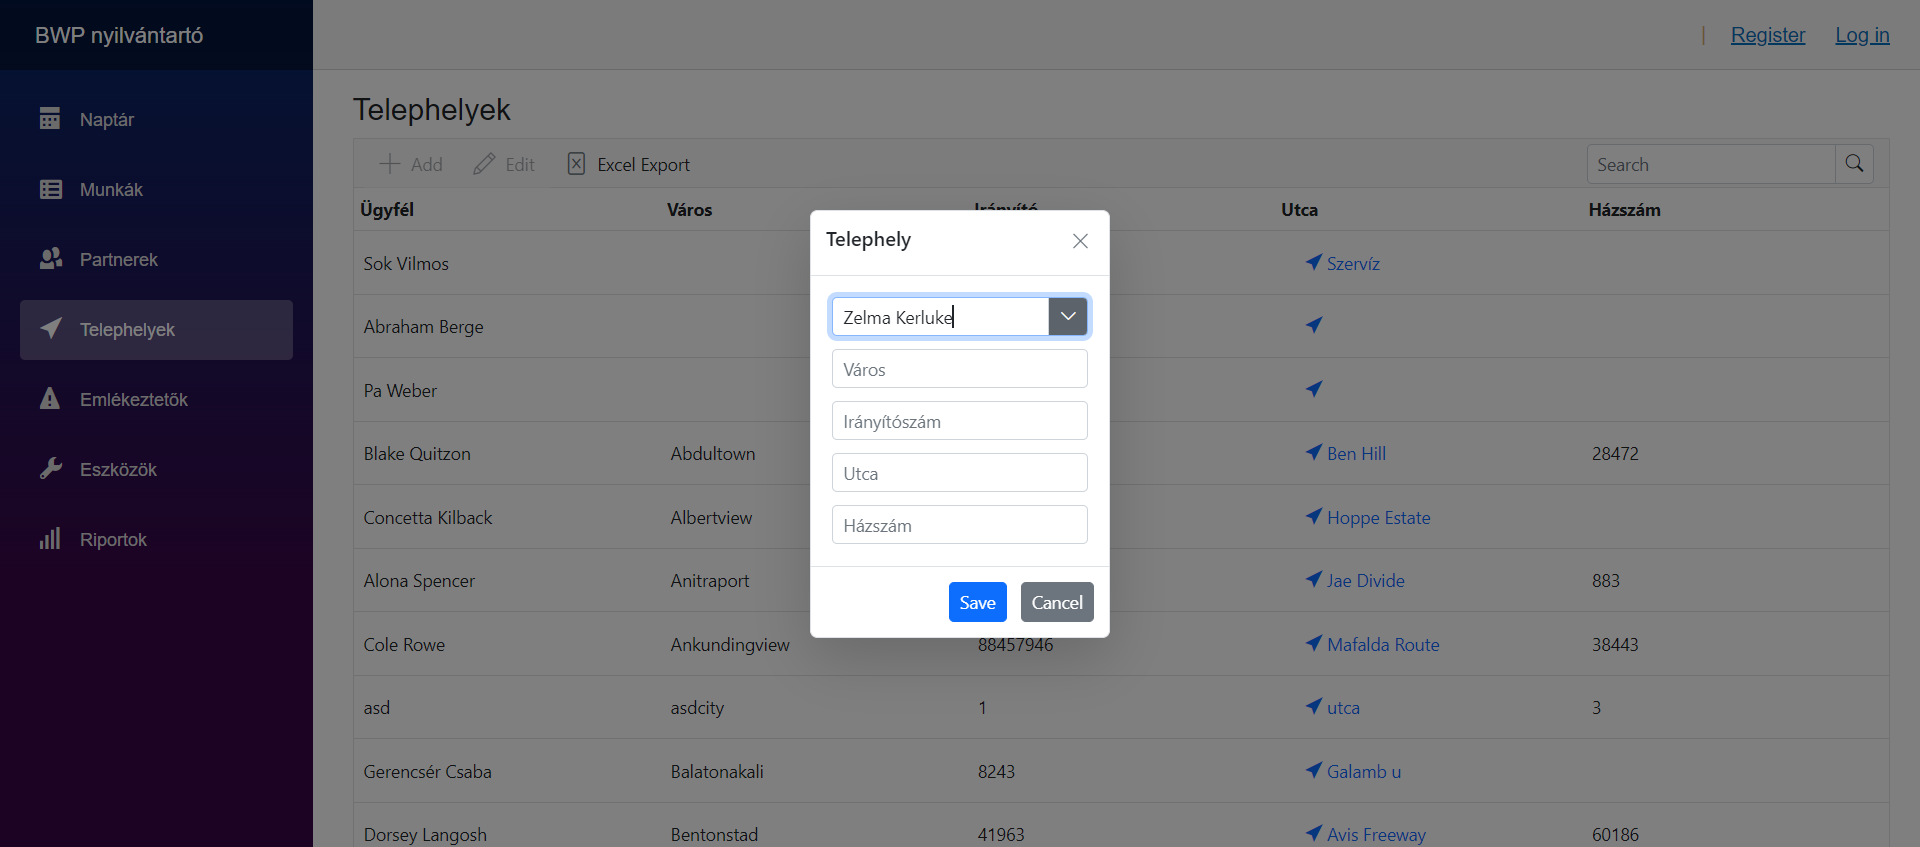 BWP nyilvántartó
| Register Log in
Naptár
Munkák
Partnerek
Telephelyek
Emlékeztetők
Eszközök
Riportok
Telephelyek
Add Edit Excel Export Search
Ügyfél Város Irányító Utca Házszám
Sok Vilmos Szervíz
Abraham Berge
Pa Weber
Blake Quitzon Abdultown Ben Hill 28472
Concetta Kilback Albertview Hoppe Estate
Alona Spencer Anitraport Jae Divide 883
Cole Rowe Ankundingview 88457946 Mafalda Route 38443
asd asdcity 1 utca 3
Gerencsér Csaba Balatonakali 8243 Galamb u
Dorsey Langosh Bentonstad 41963 Avis Freeway 60186
Telephely
Zelma Kerluke
Város
Irányítószám
Utca
Házszám
Save Cancel